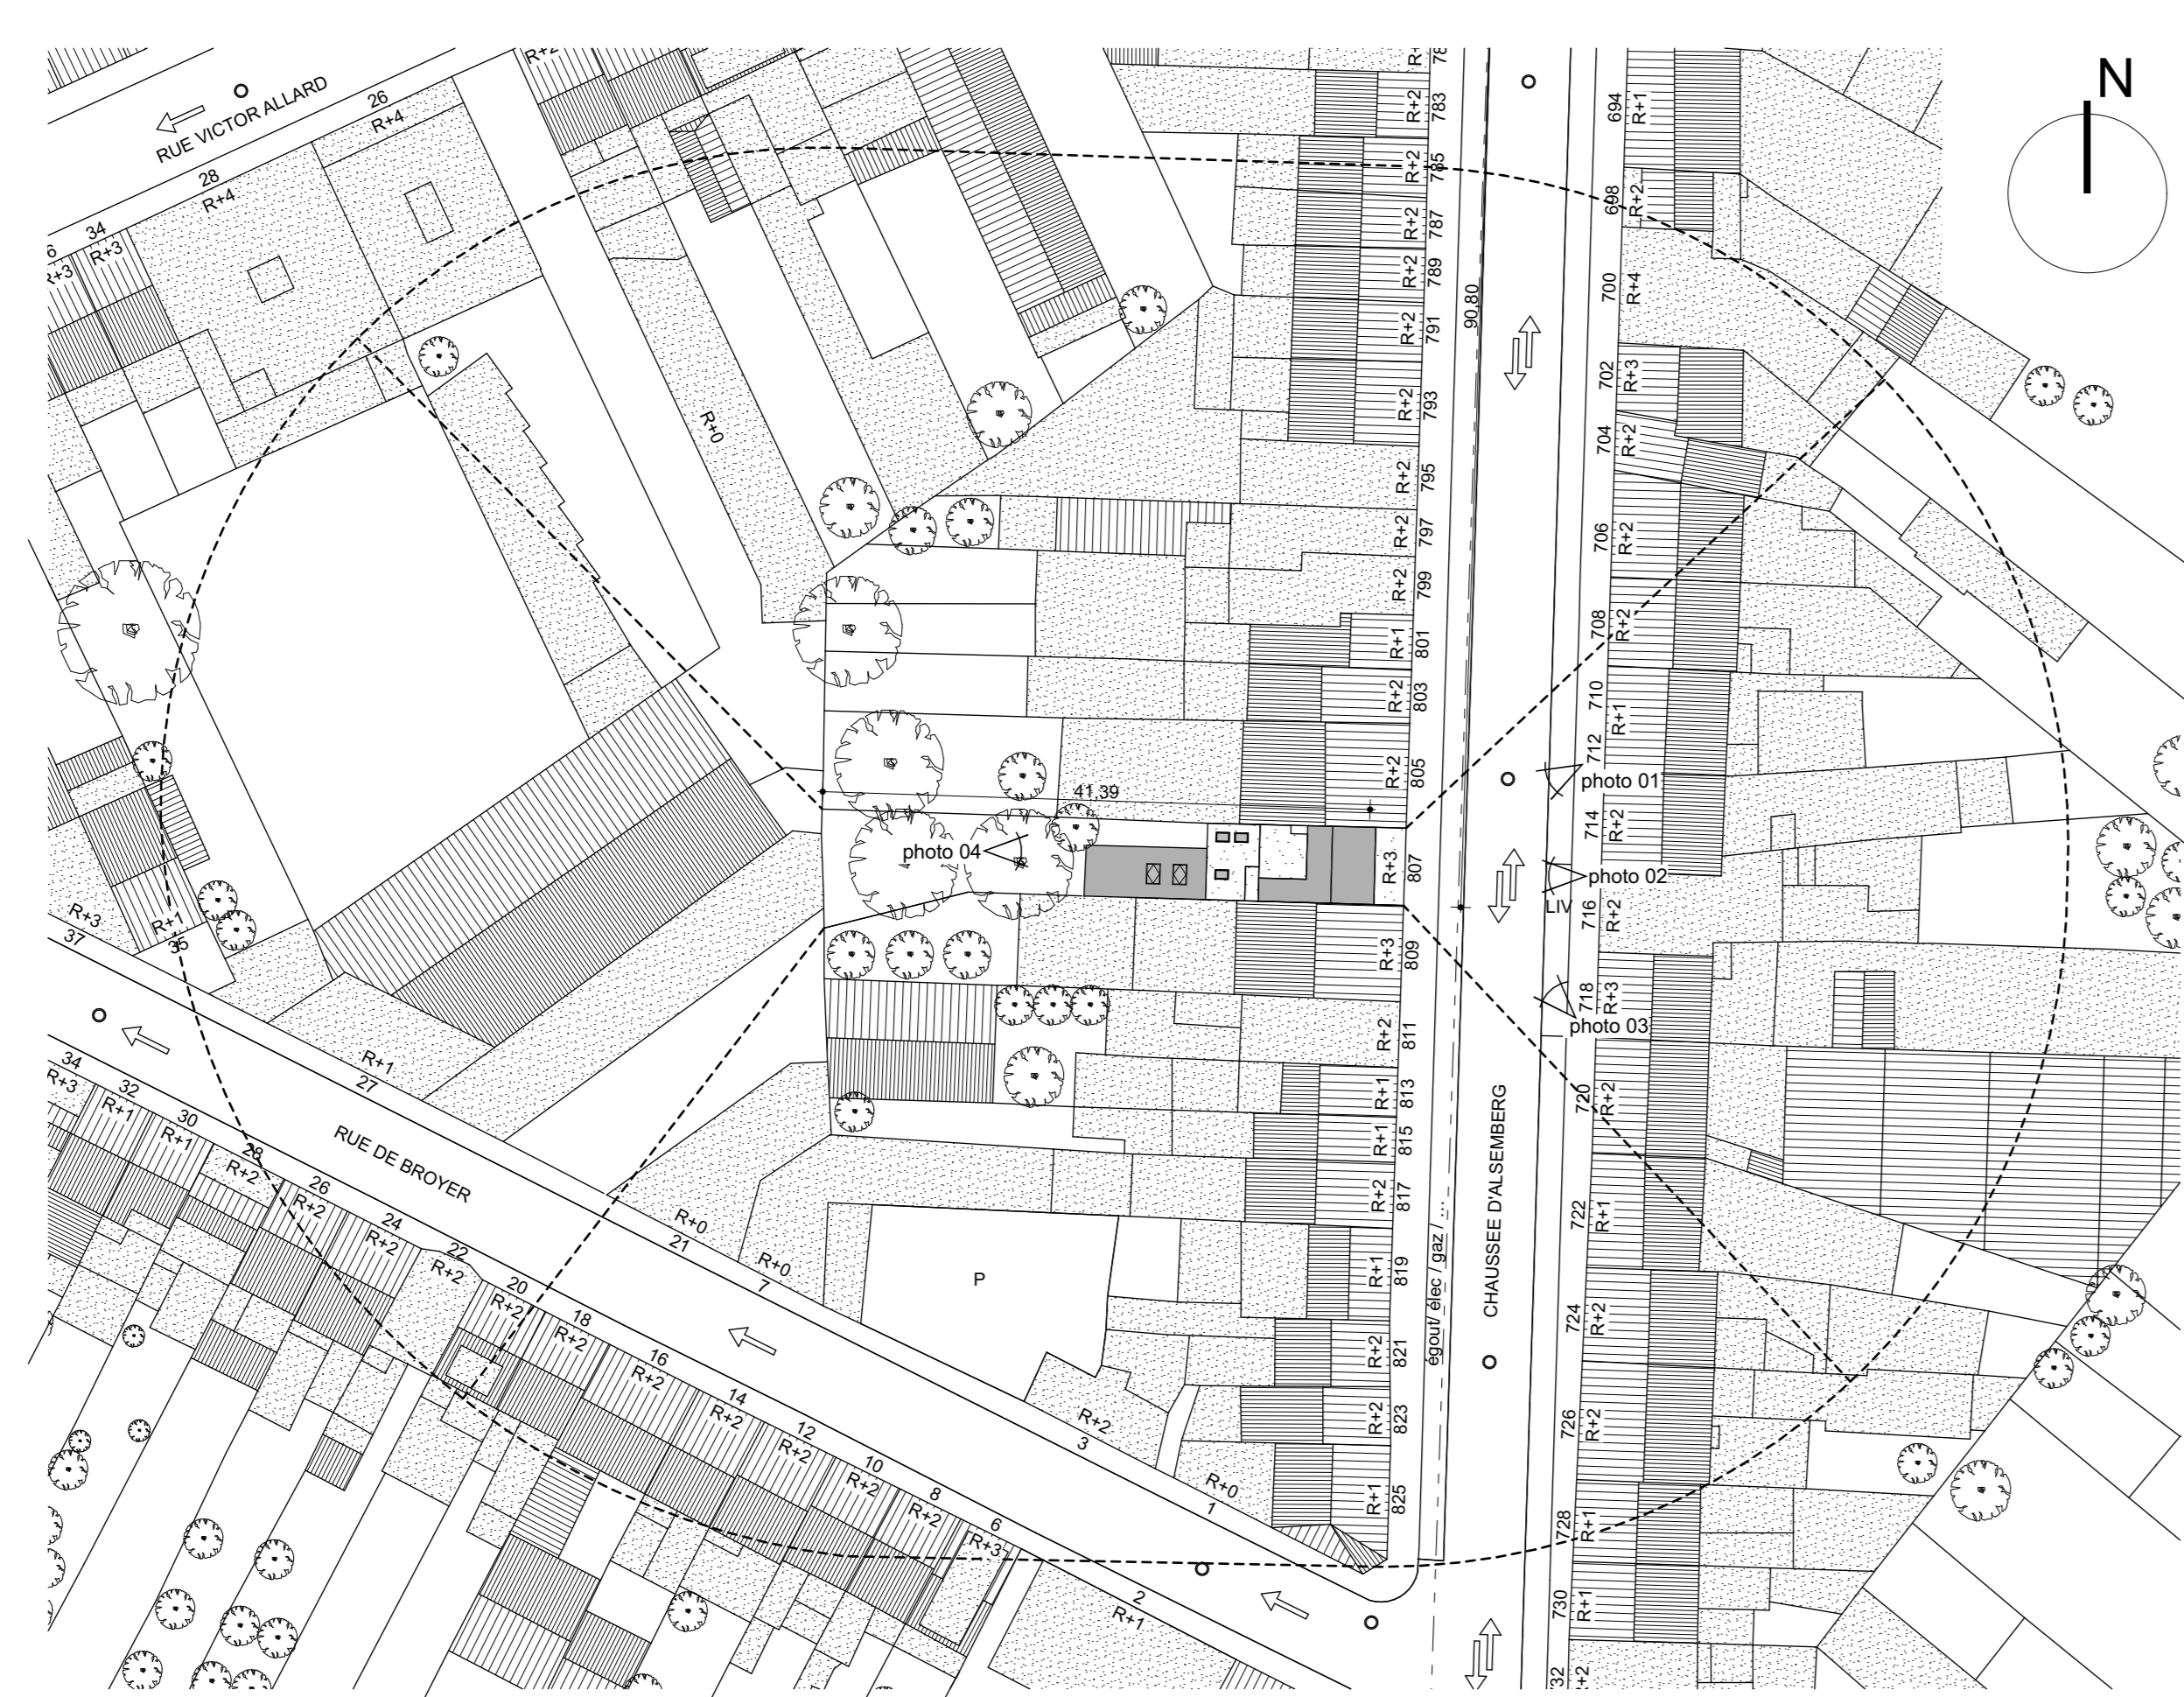 N
RUE VICTOR ALLARD
26
R+4
28
R+4
34
R+3
6
R+3
R+2
R+0
783
R+2
785
R+2
787
R+2
789
R+2
791
R+2
793
R+2
795
R+2
797
R+2
799
R+2
801
R+1
803
R+2
805
R+2
807
R+3
809
R+3
811
R+2
813
R+1
815
R+1
817
R+2
819
R+1
821
R+2
823
R+2
825
R+1
90,80
41,39
694
R+1
698
R+2
700
R+4
702
R+3
704
R+2
706
R+2
708
R+2
710
R+1
712
714
R+2
716
R+2
718
R+3
720
R+2
722
R+1
724
R+2
726
R+2
728
R+1
730
R+1
732
R+2
photo 01
photo 02
LIV
photo 03
photo 04
CHAUSSEE D'ALSEMBERG
égout/ élec / gaz / ...
P
R+3
37
R+1
35
R+1
27
RUE DE BROYER
R+0
21
R+0
7
R+2
3
R+0
1
34
R+3
32
R+1
30
R+1
28
R+2
26
R+2
24
R+2
22
R+2
20
R+2
18
R+2
16
R+2
14
R+2
12
R+2
10
R+2
8
R+2
6
R+3
2
R+1